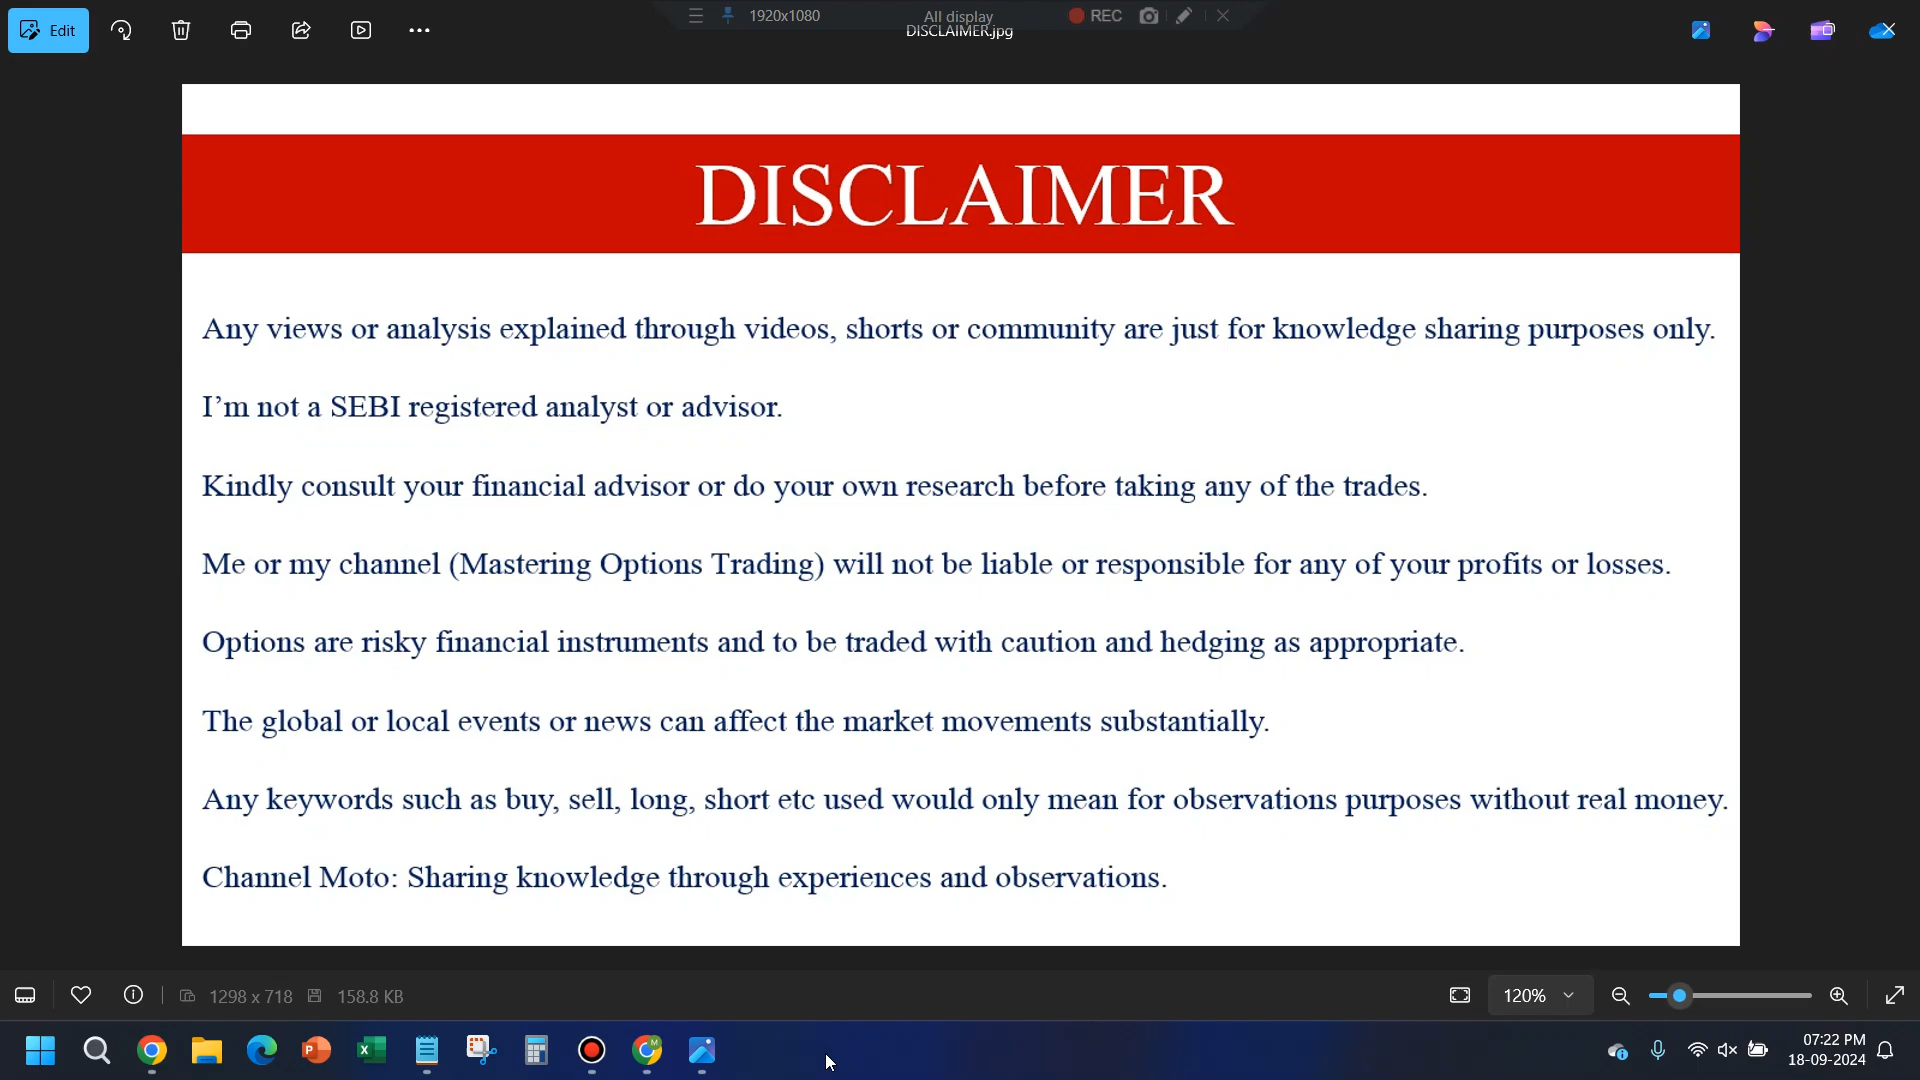 Edit
1920x1080
All display
REC
DISCLAIMER.jpg
DISCLAIMER
Any views or analysis explained through videos, shorts or community are just for knowledge sharing purposes only.
I’m not a SEBI registered analyst or advisor.
Kindly consult your financial advisor or do your own research before taking any of the trades.
Me or my channel (Mastering Options Trading) will not be liable or responsible for any of your profits or losses.
Options are risky financial instruments and to be traded with caution and hedging as appropriate.
The global or local events or news can affect the market movements substantially.
Any keywords such as buy, sell, long, short etc used would only mean for observations purposes without real money.
Channel Moto: Sharing knowledge through experiences and observations.
1298 x 718
158.8 KB
120%
07:22 PM
18-09-2024